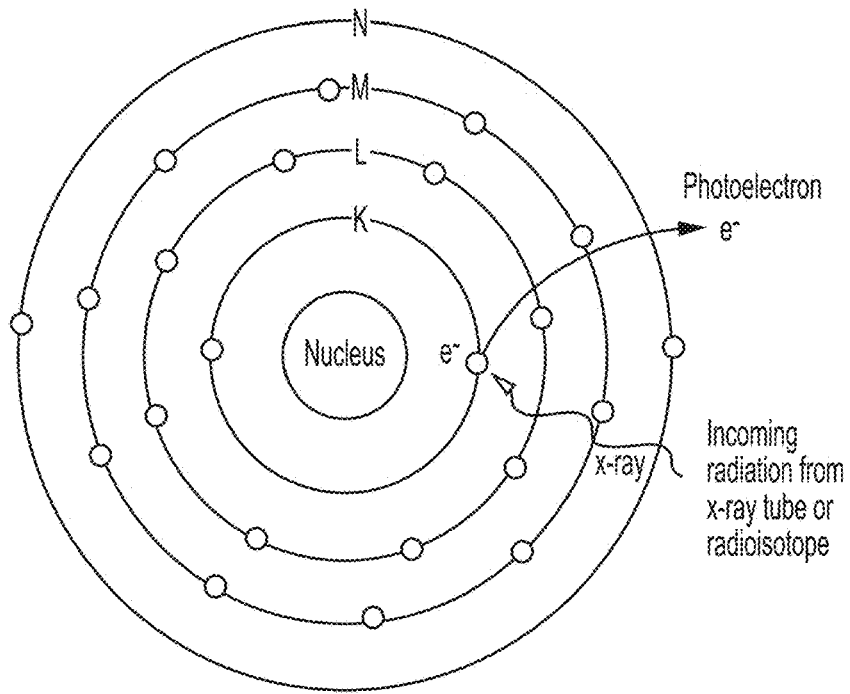 N
M
L
K
Photoelectron
e-
Nucleus
e-
x-ray
Incoming
radiation from
x-ray tube or
radioisotope